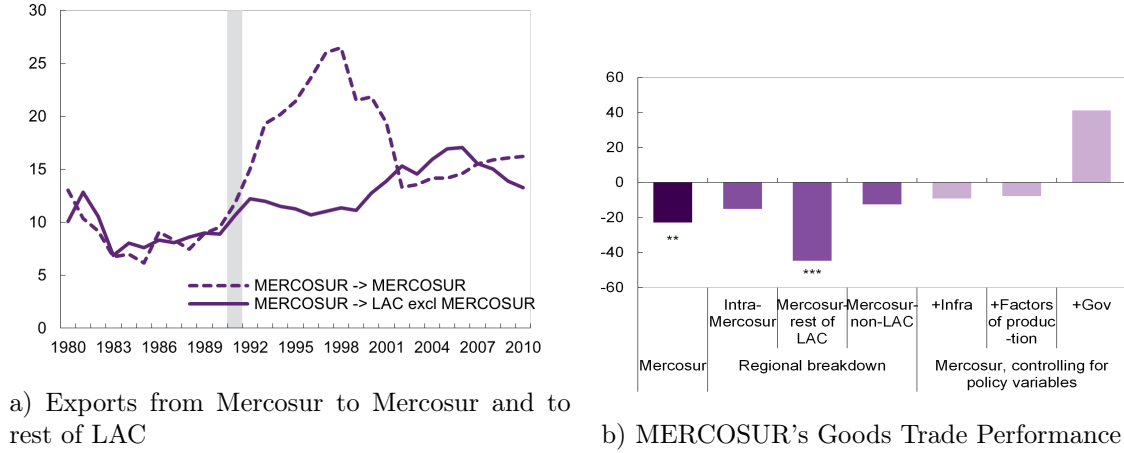 30
25
20
15
10
5
0
MERCOSUR -> MERCOSUR
MERCOSUR -> LAC excl MERCOSUR
1980 1983 1986 1989 1992 1995 1998 2001 2004 2007 2010
a) Exports from Mercosur to Mercosur and to
rest of LAC
60
40
20
0
-20
-40
-60
**
***
Intra-
Mercosur
Mercosur-
rest of
LAC
Mercosur-
non-LAC
+Infra
+Factors
of produc
-tion
+Gov
Mercosur
Regional breakdown
Mercosur, controlling for
policy variables
b) MERCOSUR's Goods Trade Performance